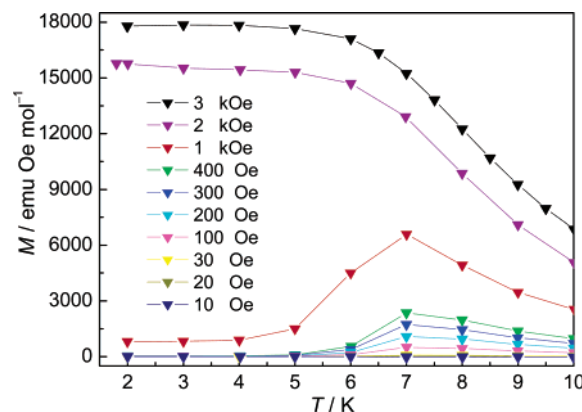 18000
15000
12000
9000
6000
3000
0
M / emu Oe mol⁻¹
3 kOe
2 kOe
1 kOe
400 Oe
300 Oe
200 Oe
100 Oe
30 Oe
20 Oe
10 Oe
2 3 4 5 6 7 8 9 10
T / K